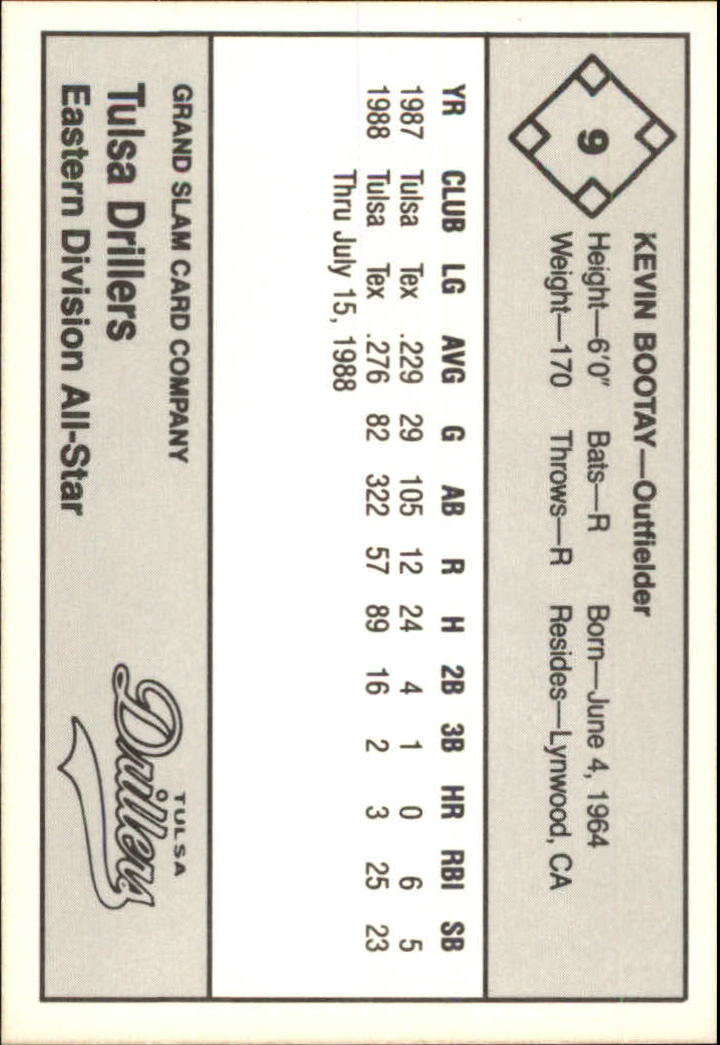 9
KEVIN BOOTAY—Outfielder
Height—6'0" Bats—R Born—June 4, 1964
Weight—170 Throws—R Resides—Lynwood, CA
YR CLUB LG AVG G AB R H 2B 3B HR RBI SB
1987 Tulsa Tex .229 29 105 12 24 4 1 0 6 5
1988 Tulsa Tex .276 82 322 57 89 16 2 3 25 23
Thru July 15, 1988
GRAND SLAM CARD COMPANY
Tulsa Drillers
Eastern Division All-Star
TULSA
Drillers